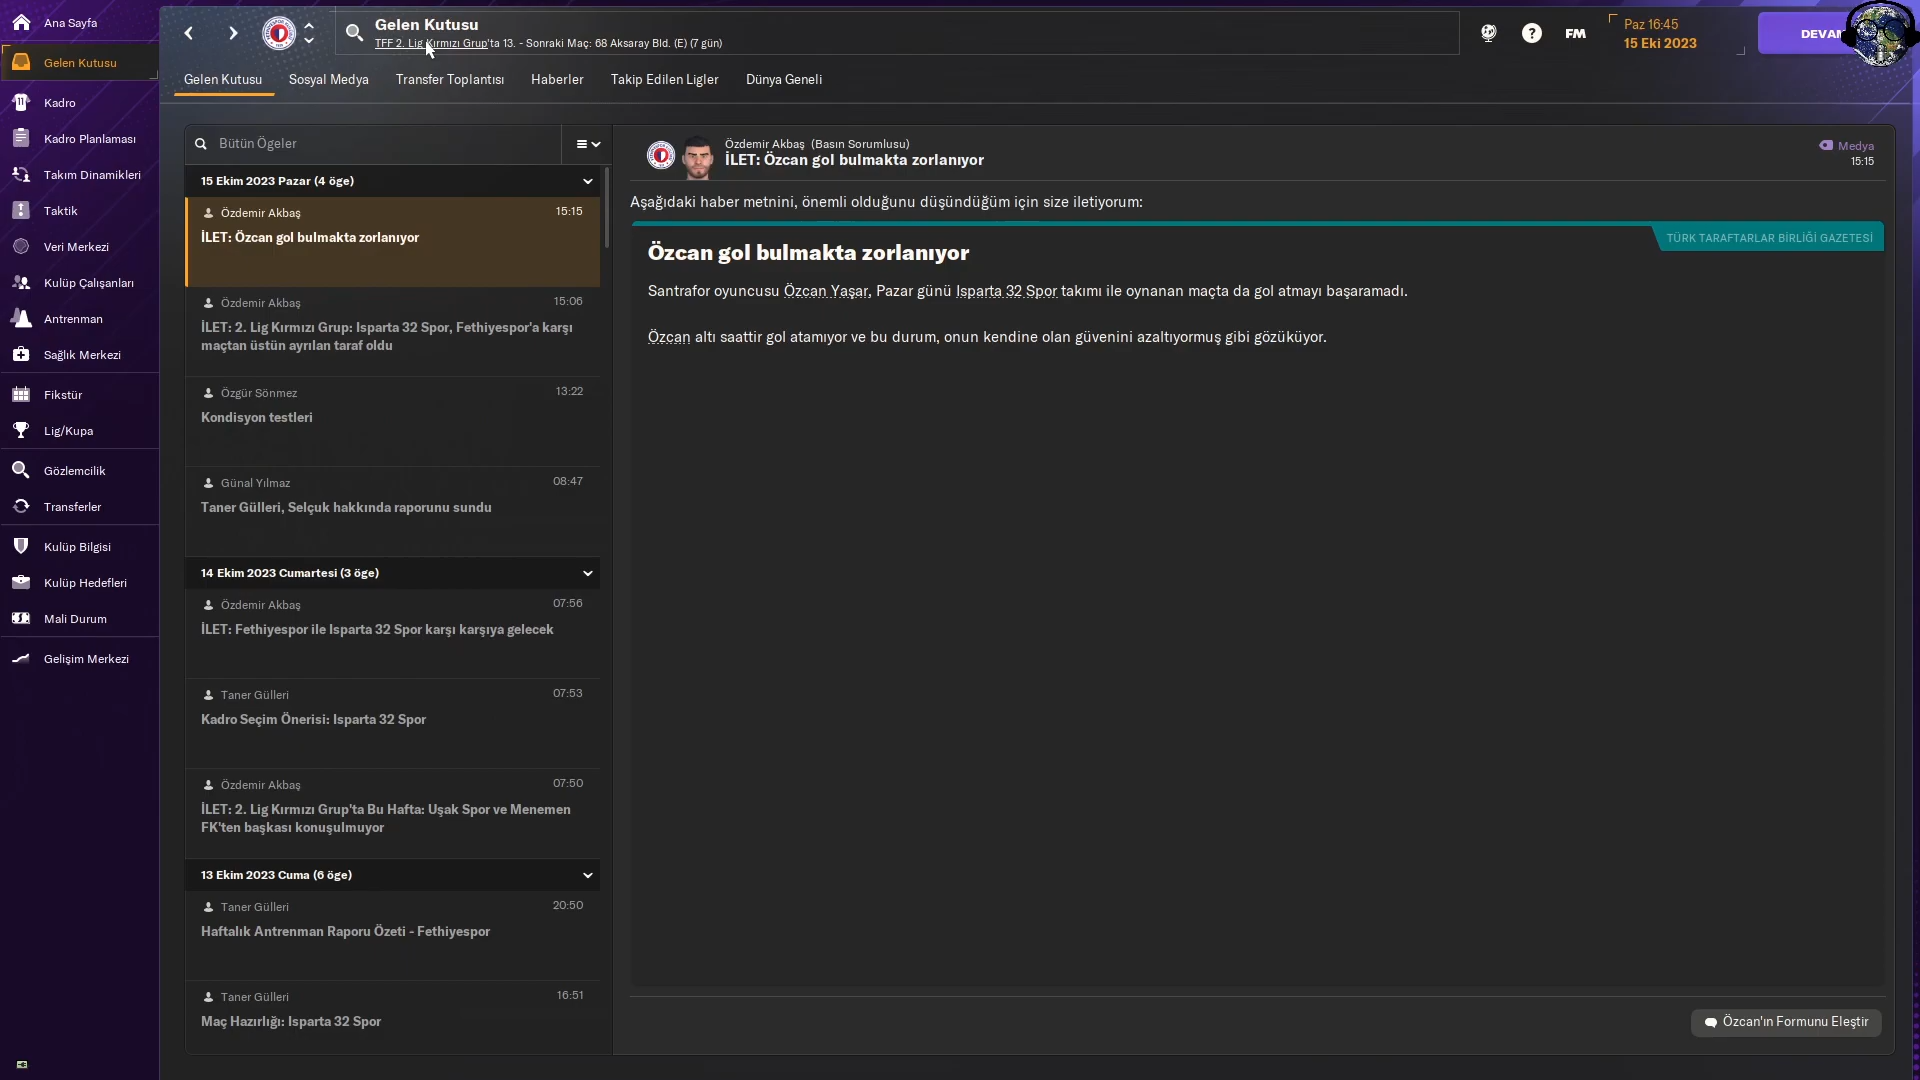 Ana Sayfa
Gelen Kutusu
Kadro
Kadro Planlaması
Takım Dinamikleri
Taktik
Veri Merkezi
Kulüp Çalışanları
Antrenman
Sağlık Merkezi
Fikstür
Lig/Kupa
Gözlemcilik
Transferler
Kulüp Bilgisi
Kulüp Hedefleri
Mali Durum
Gelişim Merkezi
Gelen Kutusu
TFF 2. Lig Kırmızı Grup'ta 13. - Sonraki Maç: 68 Aksaray Bld. (E) (7 gün)
FM
Paz 16:45
15 Eki 2023
Gelen Kutusu
Sosyal Medya
Transfer Toplantısı
Haberler
Takip Edilen Ligler
Dünya Geneli
Bütün Ögeler
15 Ekim 2023 Pazar (4 öge)
Özdemir Akbaş 15:15
İLET: Özcan gol bulmakta zorlanıyor
Özdemir Akbaş 15:06
İLET: 2. Lig Kırmızı Grup: Isparta 32 Spor, Fethiyespor'a karşı
maçtan üstün ayrılan taraf oldu
Özgür Sönmez 13:22
Kondisyon testleri
Günal Yılmaz 08:47
Taner Gülleri, Selçuk hakkında raporunu sundu
14 Ekim 2023 Cumartesi (3 öge)
Özdemir Akbaş 07:56
İLET: Fethiyespor ile Isparta 32 Spor karşı karşıya gelecek
Taner Gülleri 07:53
Kadro Seçim Önerisi: Isparta 32 Spor
Özdemir Akbaş 07:50
İLET: 2. Lig Kırmızı Grup'ta Bu Hafta: Uşak Spor ve Menemen
FK'ten başkası konuşulmuyor
13 Ekim 2023 Cuma (6 öge)
Taner Gülleri 20:50
Haftalık Antrenman Raporu Özeti - Fethiyespor
Taner Gülleri 16:51
Maç Hazırlığı: Isparta 32 Spor
Özdemir Akbaş (Basın Sorumlusu)
İLET: Özcan gol bulmakta zorlanıyor
Medya
15:15
Aşağıdaki haber metnini, önemli olduğunu düşündüğüm için size iletiyorum:
TÜRK TARAFTARLAR BİRLİĞİ GAZETESİ
Özcan gol bulmakta zorlanıyor
Santrafor oyuncusu Özcan Yaşar, Pazar günü Isparta 32 Spor takımı ile oynanan maçta da gol atmayı başaramadı.
Özcan altı saattir gol atamıyor ve bu durum, onun kendine olan güvenini azaltıyormuş gibi gözüküyor.
Özcan'ın Formunu Eleştir